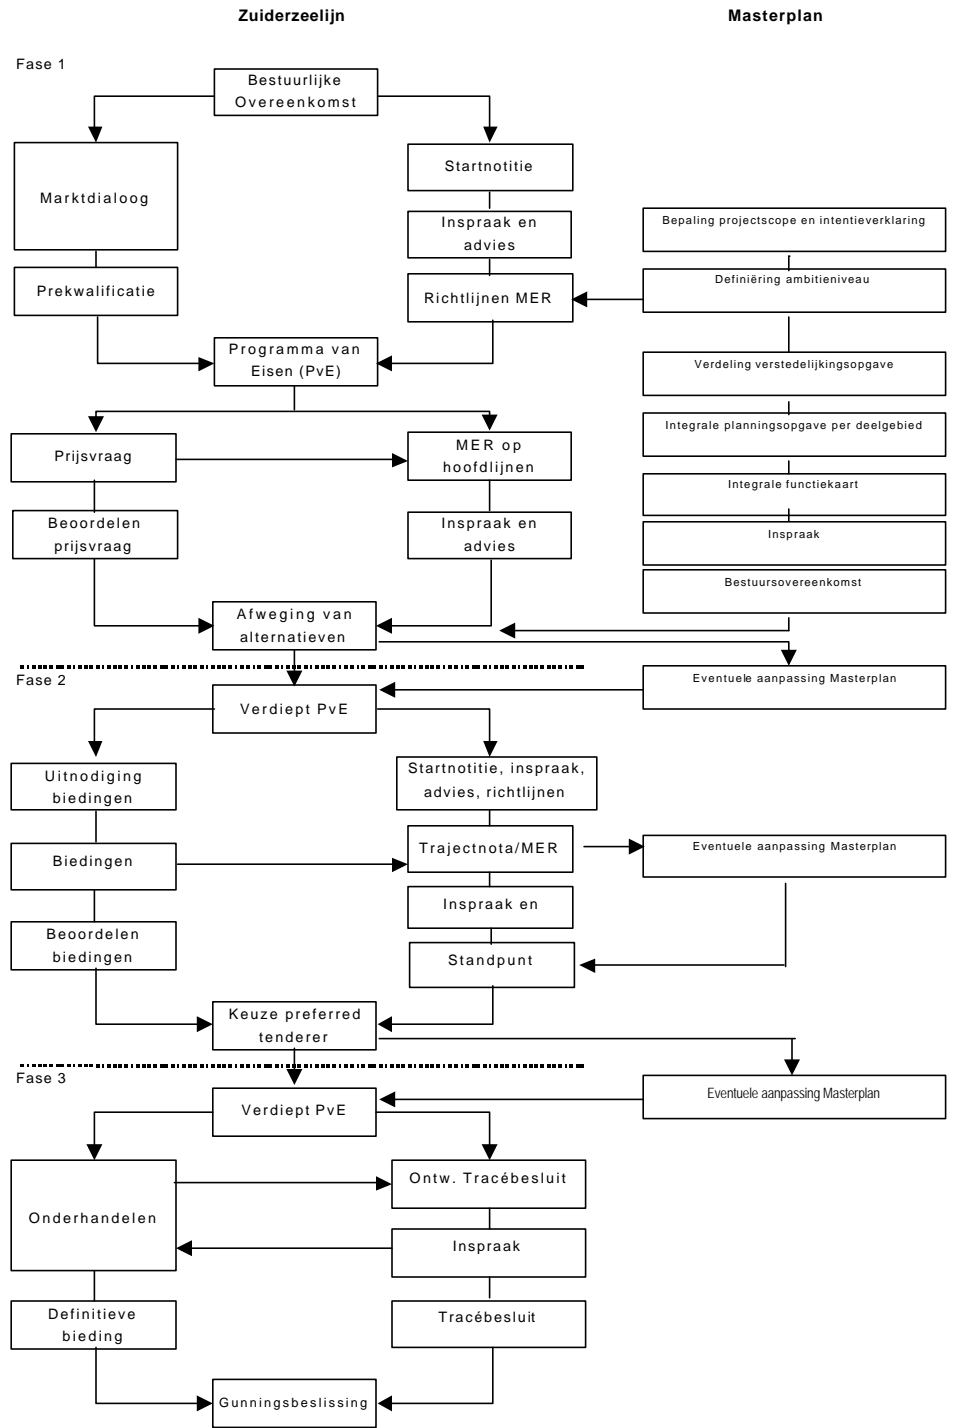 Zuiderzeelijn
Masterplan
Fase 1
Bestuurlijke
Overeenkomst
Marktdialoog
Startnotitie
Inspraak en
advies
Bepaling projectscope en intentieverklaring
Prekwalificatie
Richtlijnen MER
Definiëring ambitieniveau
Programma van
Eisen (PvE)
Verdeling verstedelijkingsopgave
Prijsvraag
MER op
hoofdlijnen
Integrale planningsopgave per deelgebied
Integrale functiekaart
Beoordelen
prijsvraag
Inspraak en
advies
Inspraak
Bestuursovereenkomst
Afweging van
alternatieven
Fase 2
Verdiept PvE
Eventuele aanpassing Masterplan
Uitnodiging
biedingen
Startnotitie, inspraak,
advies, richtlijnen
Biedingen
Trajectnota/MER
Eventuele aanpassing Masterplan
Inspraak en
Beoordelen
biedingen
Standpunt
Keuze preferred
tenderer
Fase 3
Verdiept PvE
Eventuele aanpassing Masterplan
Onderhandelen
Ontw. Tracébesluit
Inspraak
Definitieve
bieding
Tracébesluit
Gunningsbeslissing